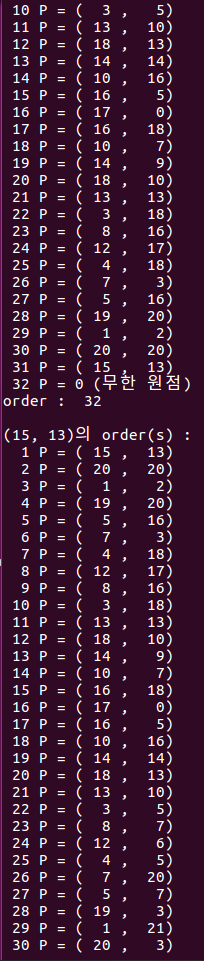 10 P = (  3 ,   5)
11 P = ( 13 ,  10)
12 P = ( 18 ,  13)
13 P = ( 14 ,  14)
14 P = ( 10 ,  16)
15 P = ( 16 ,   5)
16 P = ( 17 ,   0)
17 P = ( 16 ,  18)
18 P = ( 10 ,   7)
19 P = ( 14 ,   9)
20 P = ( 18 ,  10)
21 P = ( 13 ,  13)
22 P = (  3 ,  18)
23 P = (  8 ,  16)
24 P = ( 12 ,  17)
25 P = (  4 ,  18)
26 P = (  7 ,   3)
27 P = (  5 ,  16)
28 P = ( 19 ,  20)
29 P = (  1 ,   2)
30 P = ( 20 ,  20)
31 P = ( 15 ,  13)
32 P = 0 (무한 원점)
order :  32
(15, 13)의 order(s) :
1 P = ( 15 ,  13)
2 P = ( 20 ,  20)
3 P = (  1 ,   2)
4 P = ( 19 ,  20)
5 P = (  5 ,  16)
6 P = (  7 ,   3)
7 P = (  4 ,  18)
8 P = ( 12 ,  17)
9 P = (  8 ,  16)
10 P = (  3 ,  18)
11 P = ( 13 ,  13)
12 P = ( 18 ,  10)
13 P = ( 14 ,   9)
14 P = ( 10 ,   7)
15 P = ( 16 ,  18)
16 P = ( 17 ,   0)
17 P = ( 16 ,   5)
18 P = ( 10 ,  16)
19 P = ( 14 ,  14)
20 P = ( 18 ,  13)
21 P = ( 13 ,  10)
22 P = (  3 ,   5)
23 P = (  8 ,   7)
24 P = ( 12 ,   6)
25 P = (  4 ,   5)
26 P = (  7 ,  20)
27 P = (  5 ,   7)
28 P = ( 19 ,   3)
29 P = (  1 ,  21)
30 P = ( 20 ,   3)